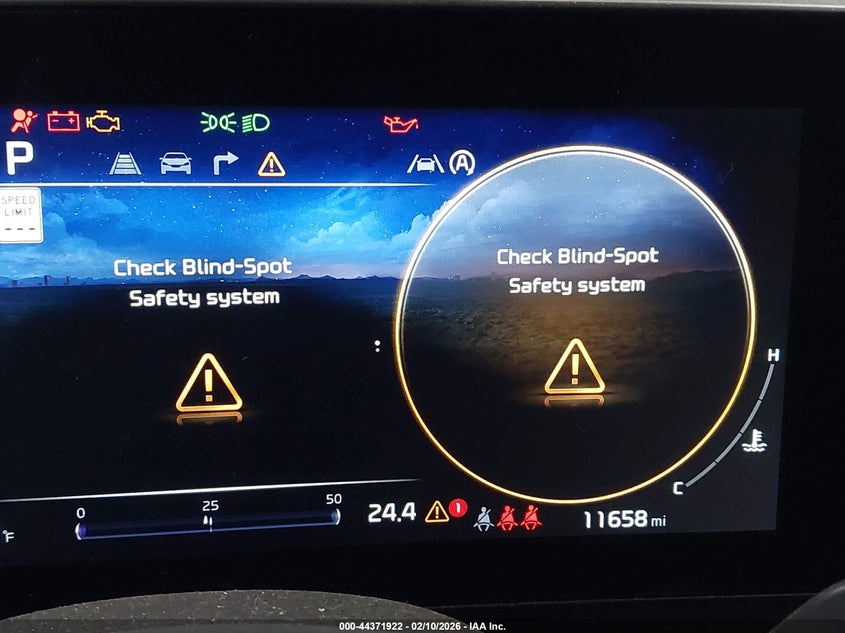 P
SPEED
LIMIT
---
Check Blind-Spot
Safety system
Check Blind-Spot
Safety system
:
A
H
C
0 25 50
°F
24.4
1
11658 mi
000-44371922 - 02/10/2026 - IAA Inc.